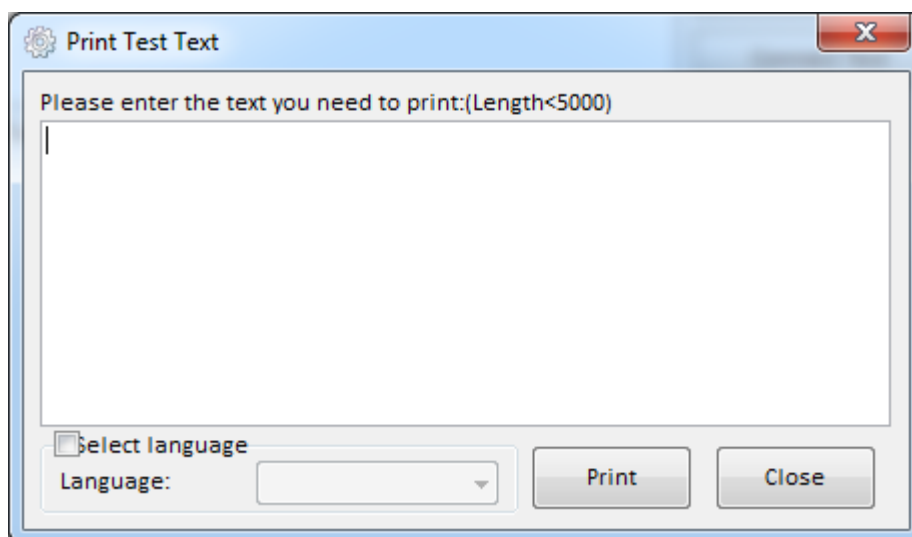 Print Test Text
Please enter the text you need to print:(Length<5000)
Select language
Language:
Print
Close